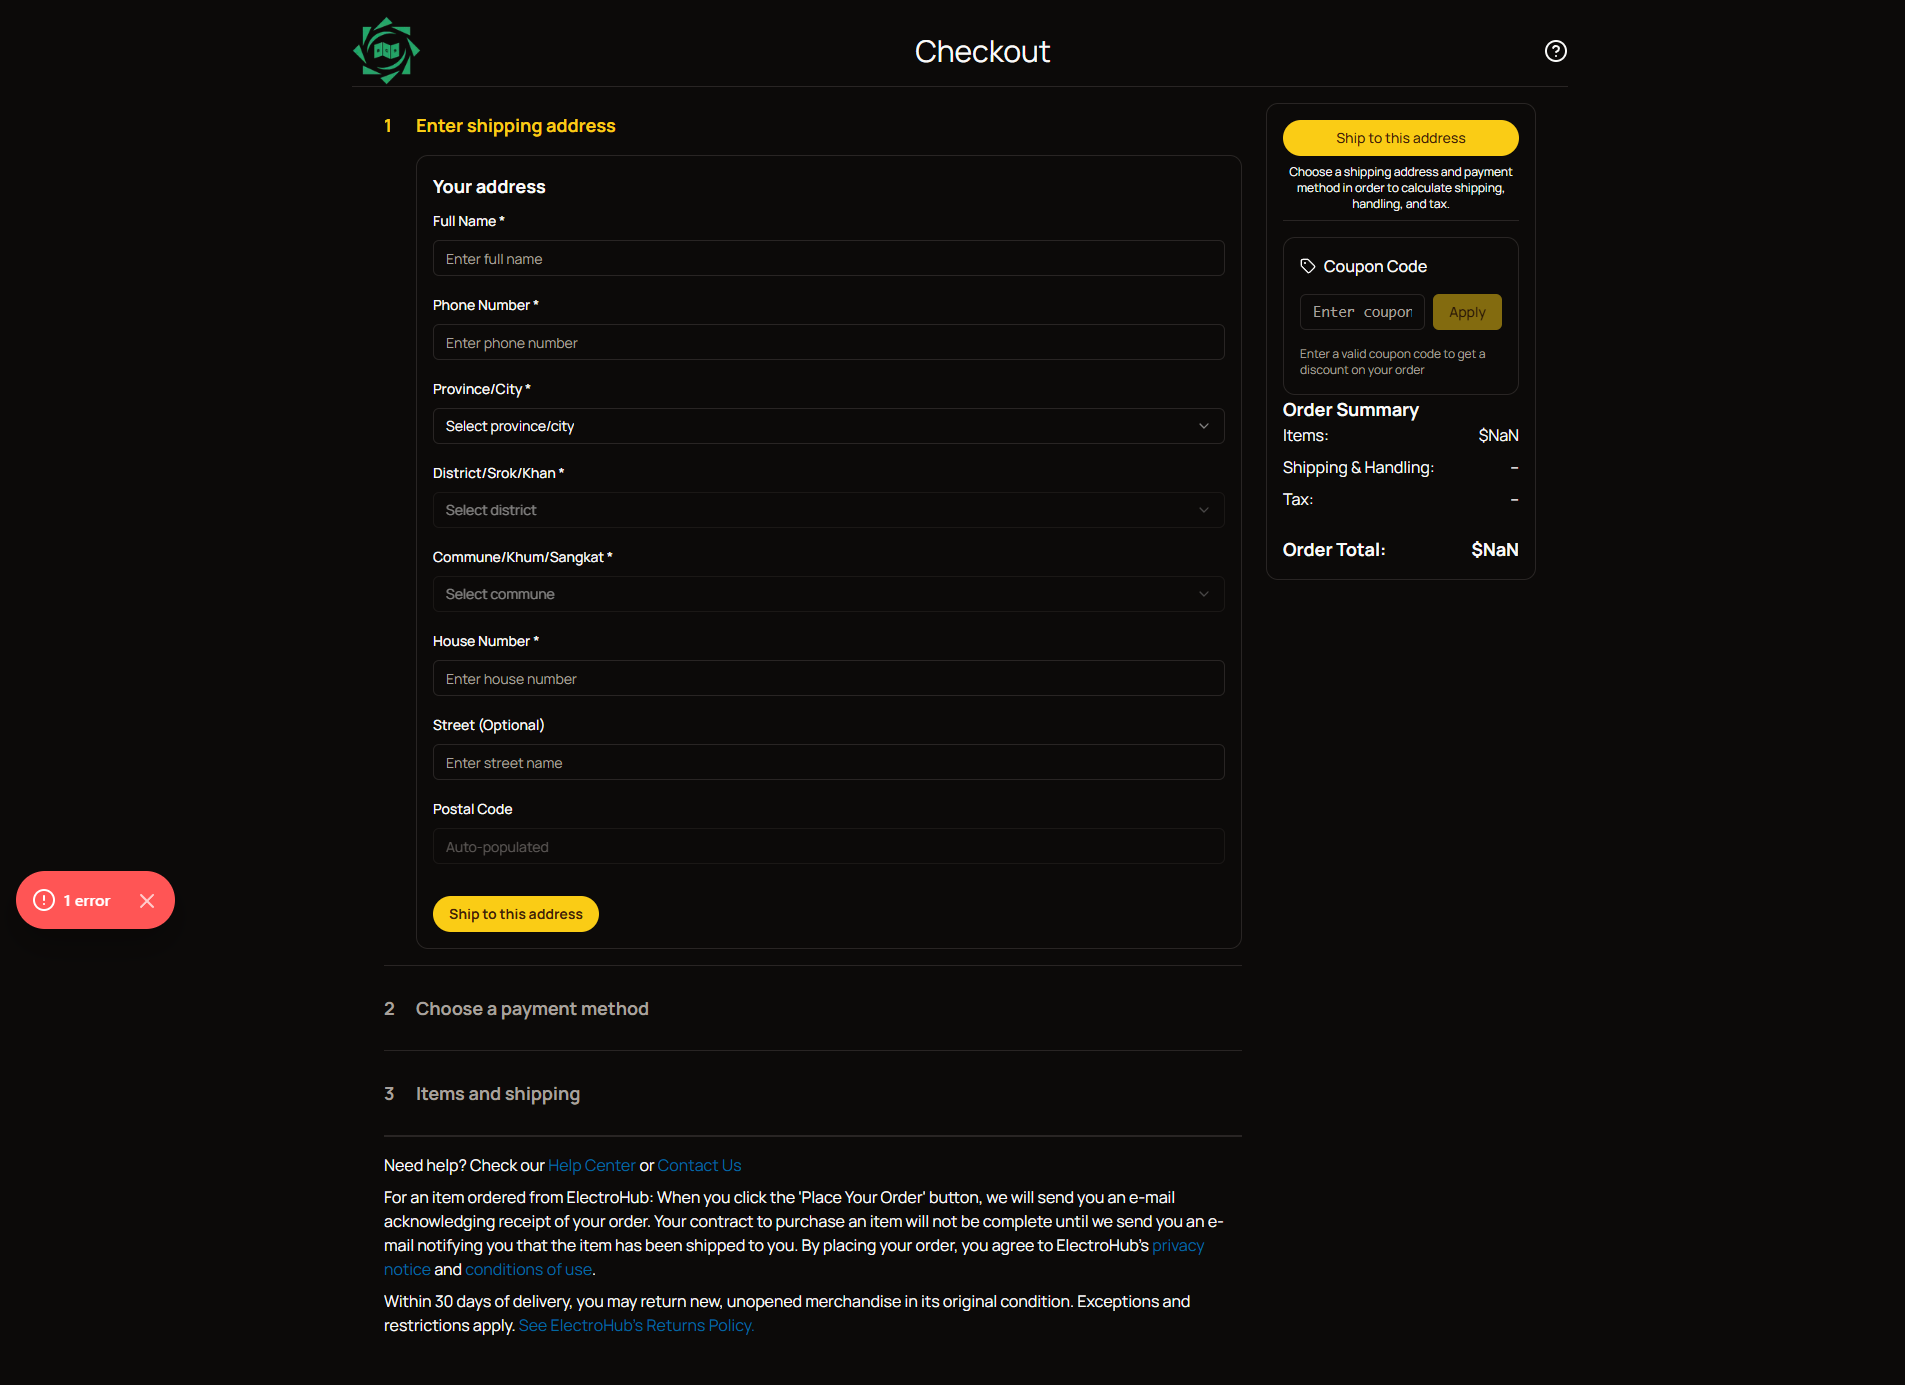 Checkout
1 Enter shipping address
Your address
Full Name *
Enter full name
Phone Number *
Enter phone number
Province/City *
Select province/city
District/Srok/Khan *
Select district
Commune/Khum/Sangkat *
Select commune
House Number *
Enter house number
Street (Optional)
Enter street name
Postal Code
Auto-populated
Ship to this address
2 Choose a payment method
3 Items and shipping
Need help? Check our Help Center or Contact Us
For an item ordered from ElectroHub: When you click the 'Place Your Order' button, we will send you an e-mail
acknowledging receipt of your order. Your contract to purchase an item will not be complete until we send you an e-
mail notifying you that the item has been shipped to you. By placing your order, you agree to ElectroHub's privacy
notice and conditions of use.
Within 30 days of delivery, you may return new, unopened merchandise in its original condition. Exceptions and
restrictions apply. See ElectroHub's Returns Policy.
Ship to this address
Choose a shipping address and payment
method in order to calculate shipping,
handling, and tax.
Coupon Code
Enter coupon Apply
Enter a valid coupon code to get a
discount on your order
Order Summary
Items: $NaN
Shipping & Handling: --
Tax: --
Order Total: $NaN
1 error